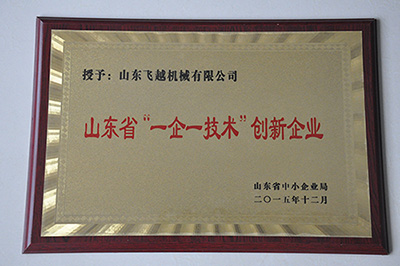 授予：山东飞越机械有限公司
山东省“一企一技术”创新企业
山东省中小企业局
二〇一五年十二月